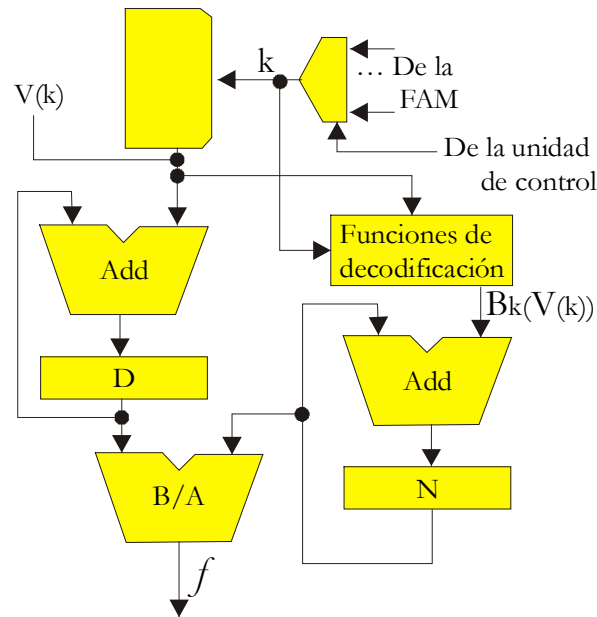 k
… De la
FAM
V(k)
De la unidad
de control
Add
Funciones de
decodificación
Bk(V(k))
Add
D
B/A
N
f